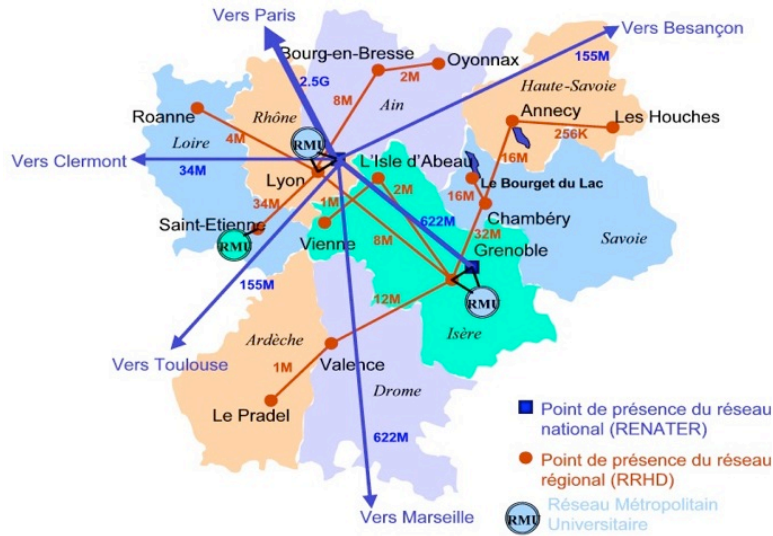 Vers Paris
Vers Besançon
155M
Bourg-en-Bresse
Oyonnax
2M
2.5G
8M
Ain
Haute-Savoie
Roanne
Rhône
Annecy
Les Houches
256K
Loire
4M
RMU
16M
Vers Clermont
34M
L'Isle d'Abeau
Lyon
2M
16M
Le Bourget du Lac
34M
1M
622M
Chambéry
Saint-Etienne
RMU
Vienne
8M
32M
Savoie
Grenoble
155M
12M
RMU
Ardèche
Isère
Vers Toulouse
1M
Valence
Drome
Le Pradel
622M
Vers Marseille
Point de présence du réseau
national (RENATER)
Point de présence du réseau
régional (RRHD)
RMU
Réseau Métropolitain
Universitaire